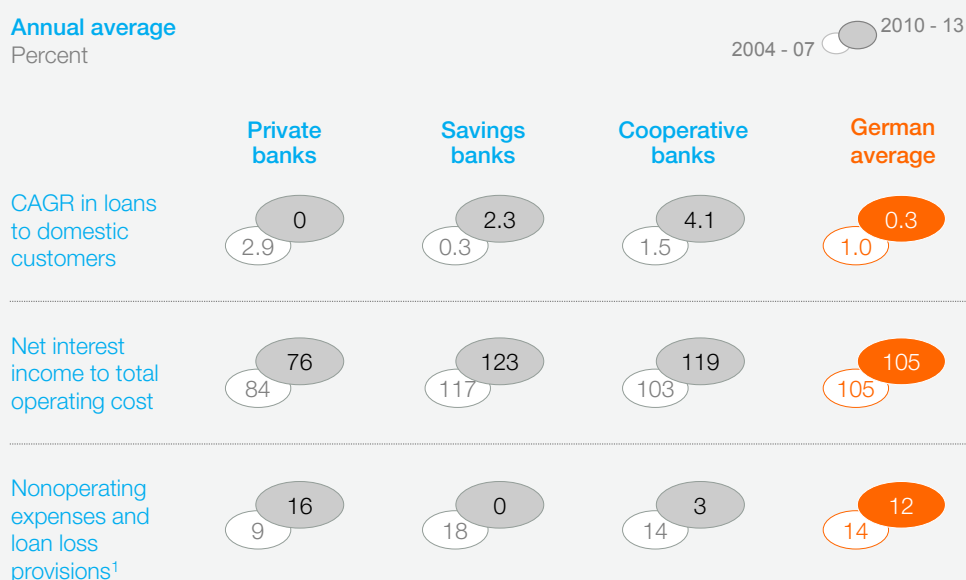 Annual average
Percent
2004 - 07
2010 - 13
Private
banks
Savings
banks
Cooperative
banks
German
average
CAGR in loans
to domestic
customers
0
2.9
2.3
0.3
4.1
1.5
0.3
1.0
Net interest
income to total
operating cost
76
84
123
117
119
103
105
105
Nonoperating
expenses and
loan loss
provisions¹
16
9
0
18
3
14
12
14